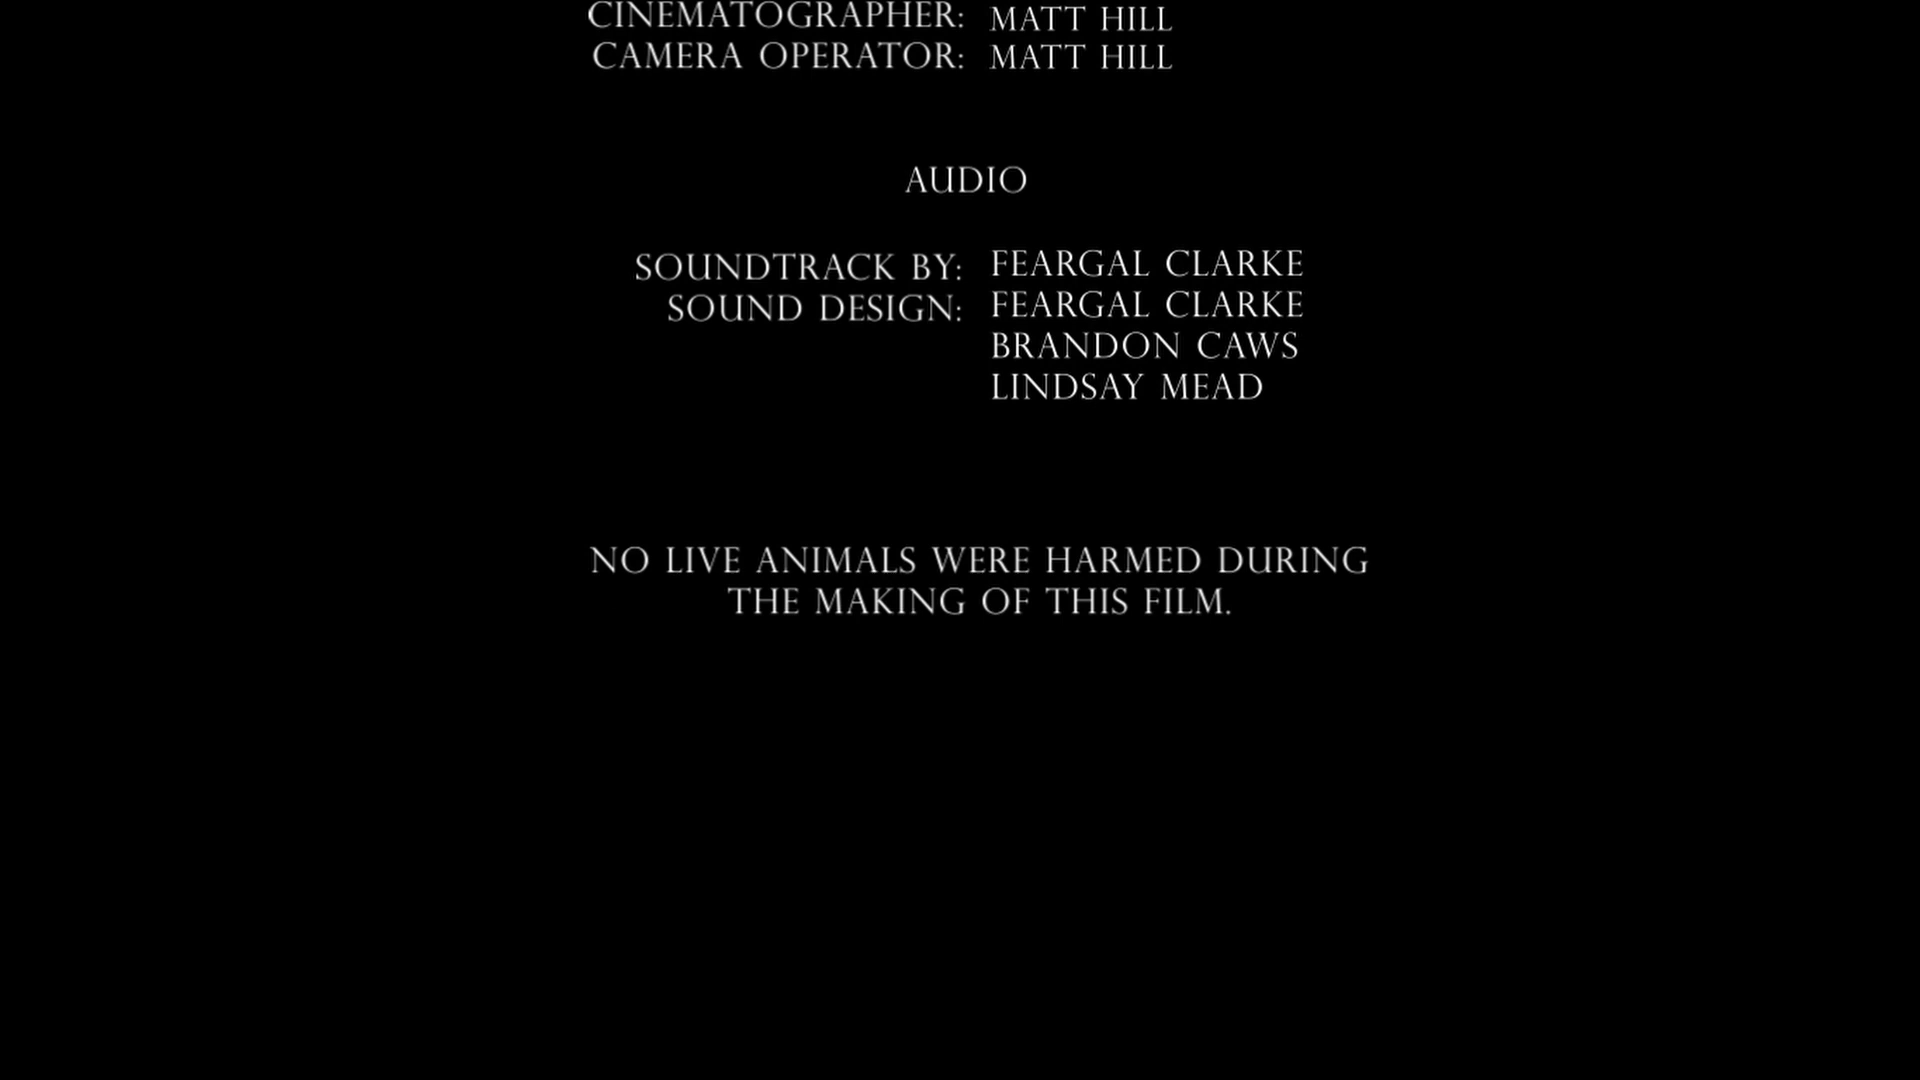 CINEMATOGRAPHER: MATT HILL
CAMERA OPERATOR: MATT HILL
AUDIO
SOUNDTRACK BY: FEARGAL CLARKE
SOUND DESIGN: FEARGAL CLARKE
BRANDON CAWS
LINDSAY MEAD
NO LIVE ANIMALS WERE HARMED DURING
THE MAKING OF THIS FILM.